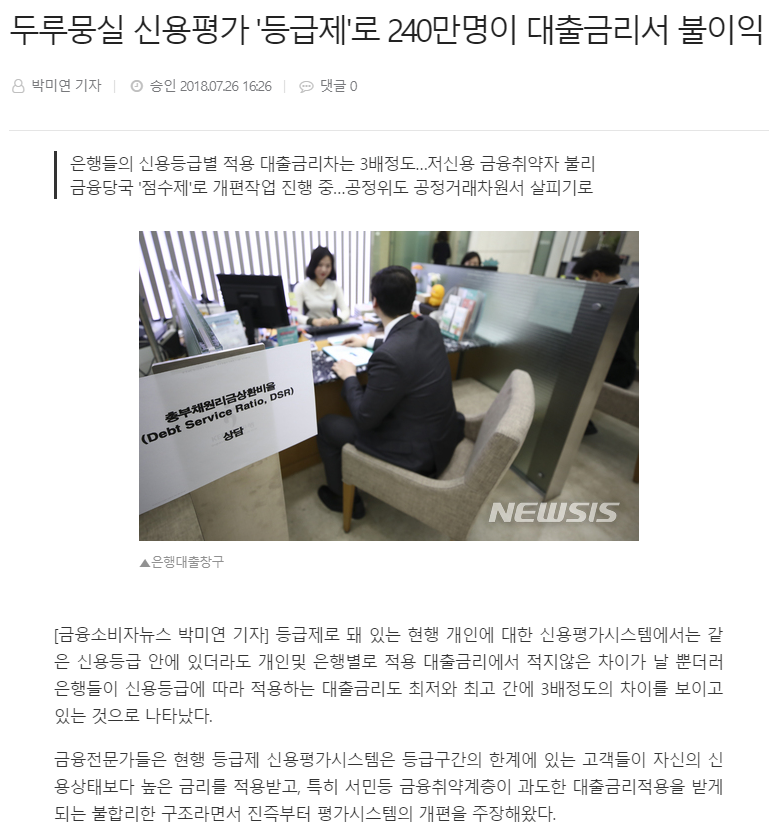 두루뭉실 신용평가 '등급제'로 240만명이 대출금리서 불이익
박미연 기자 승인 2018.07.26 16:26 댓글 0
은행들의 신용등급별 적용 대출금리차는 3배정도...저신용 금융취약자 불리
금융당국 '점수제'로 개편작업 진행 중...공정위도 공정거래차원서 살피기로
총부채원리금상환비율
(Debt Service Ratio, DSR)
상담
NEWSIS
▲은행대출창구
[금융소비자뉴스 박미연 기자] 등급제로 돼 있는 현행 개인에 대한 신용평가시스템에서는 같
은 신용등급 안에 있더라도 개인및 은행별로 적용 대출금리에서 적지않은 차이가 날 뿐더러
은행들이 신용등급에 따라 적용하는 대출금리도 최저와 최고 간에 3배정도의 차이를 보이고
있는 것으로 나타났다.
금융전문가들은 현행 등급제 신용평가시스템은 등급구간의 한계에 있는 고객들이 자신의 신
용상태보다 높은 금리를 적용받고, 특히 서민등 금융취약계층이 과도한 대출금리적용을 받게
되는 불합리한 구조라면서 진즉부터 평가시스템의 개편을 주장해왔다.